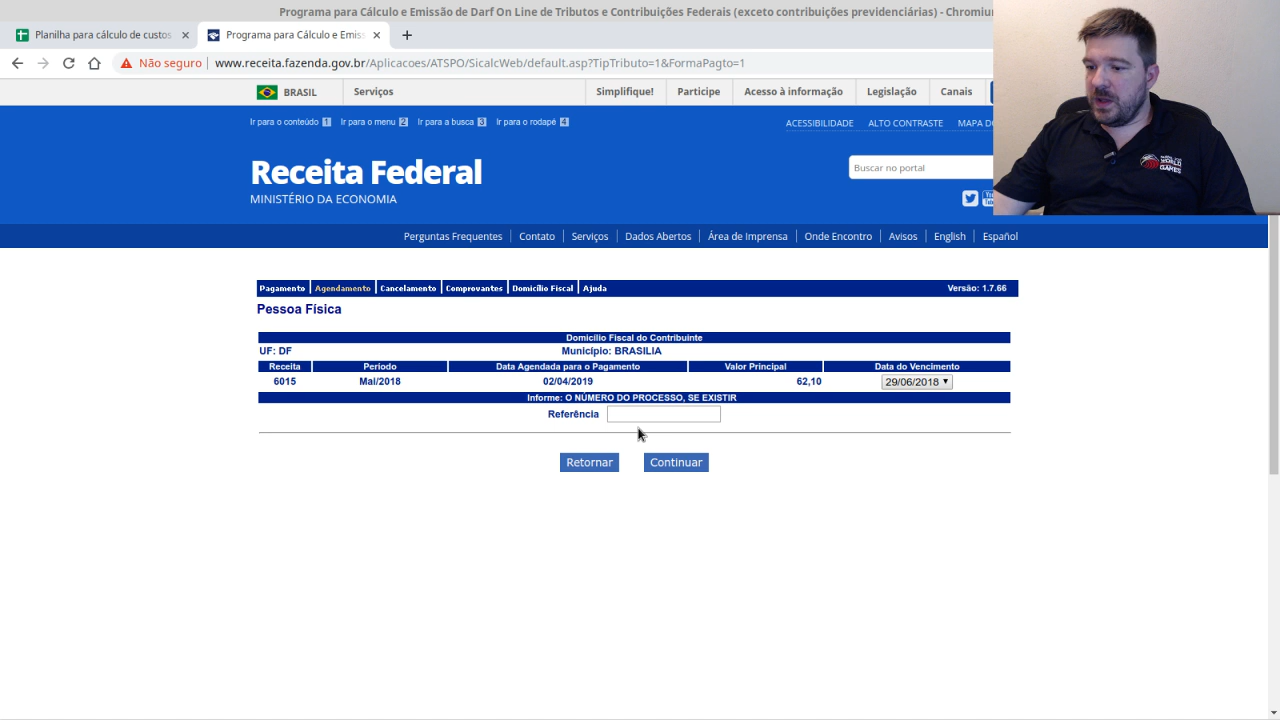 Programa para Cálculo e Emissão de Darf On Line de Tributos e Contribuições Federais (exceto contribuições previdenciárias) - Chromiu
Planilha para cálculo de custos
Programa para Cálculo e Emiss
Não seguro
www.receita.fazenda.gov.br/Aplicacoes/ATSPO/SicalcWeb/default.asp?TipTributo=1&FormaPagto=1
BRASIL Serviços Simplifique! Participe Acesso à informação Legislação Canais
Ir para o conteúdo 1 Ir para o menu 2 Ir para a busca 3 Ir para o rodapé 4 ACESSIBILIDADE ALTO CONTRASTE MAPA DO
Receita Federal
Buscar no portal
MINISTÉRIO DA ECONOMIA
Perguntas Frequentes Contato Serviços Dados Abertos Área de Imprensa Onde Encontro Avisos English Español
Pagamento Agendamento Cancelamento Comprovantes Domicílio Fiscal Ajuda Versão: 1.7.66
Pessoa Física
Domicílio Fiscal do Contribuinte
UF: DF Município: BRASILIA
Receita Período Data Agendada para o Pagamento Valor Principal Data do Vencimento
6015 Mai/2018 02/04/2019 62,10 29/06/2018
Informe: O NÚMERO DO PROCESSO, SE EXISTIR
Referência
Retornar Continuar